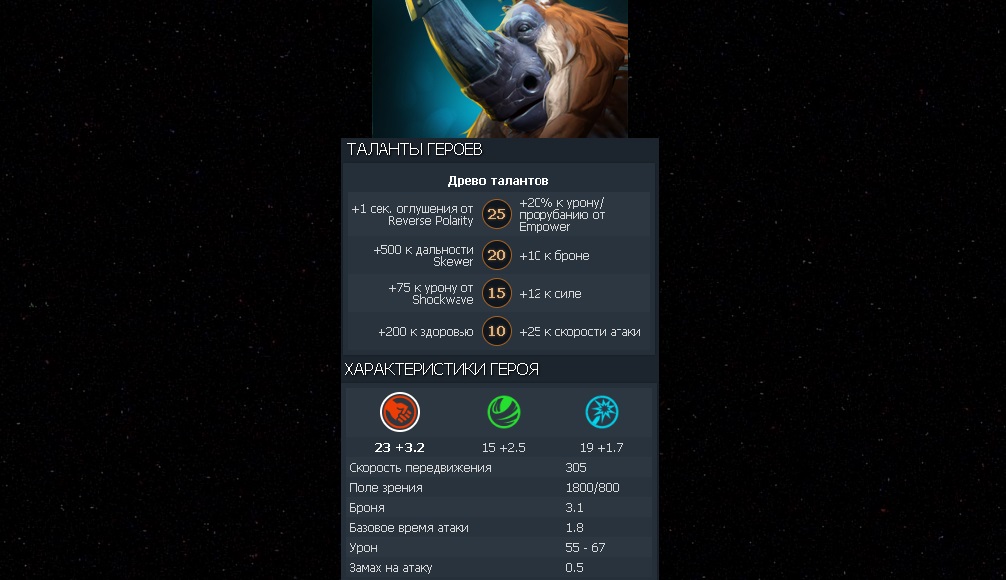 ТАЛАНТЫ ГЕРОЕВ
Древо талантов
+1 сек. оглушения от
Reverse Polarity
25
+20% к урону/
прорубанию от
Empower
+500 к дальности
Skewer
20
+10 к броне
+75 к урону от
Shockwave
15
+12 к силе
+200 к здоровью
10
+25 к скорости атаки
ХАРАКТЕРИСТИКИ ГЕРОЯ
23 +3.2 15 +2.5 19 +1.7
Скорость передвижения 305
Поле зрения 1800/800
Броня 3.1
Базовое время атаки 1.8
Урон 55 - 67
Замах на атаку 0.5